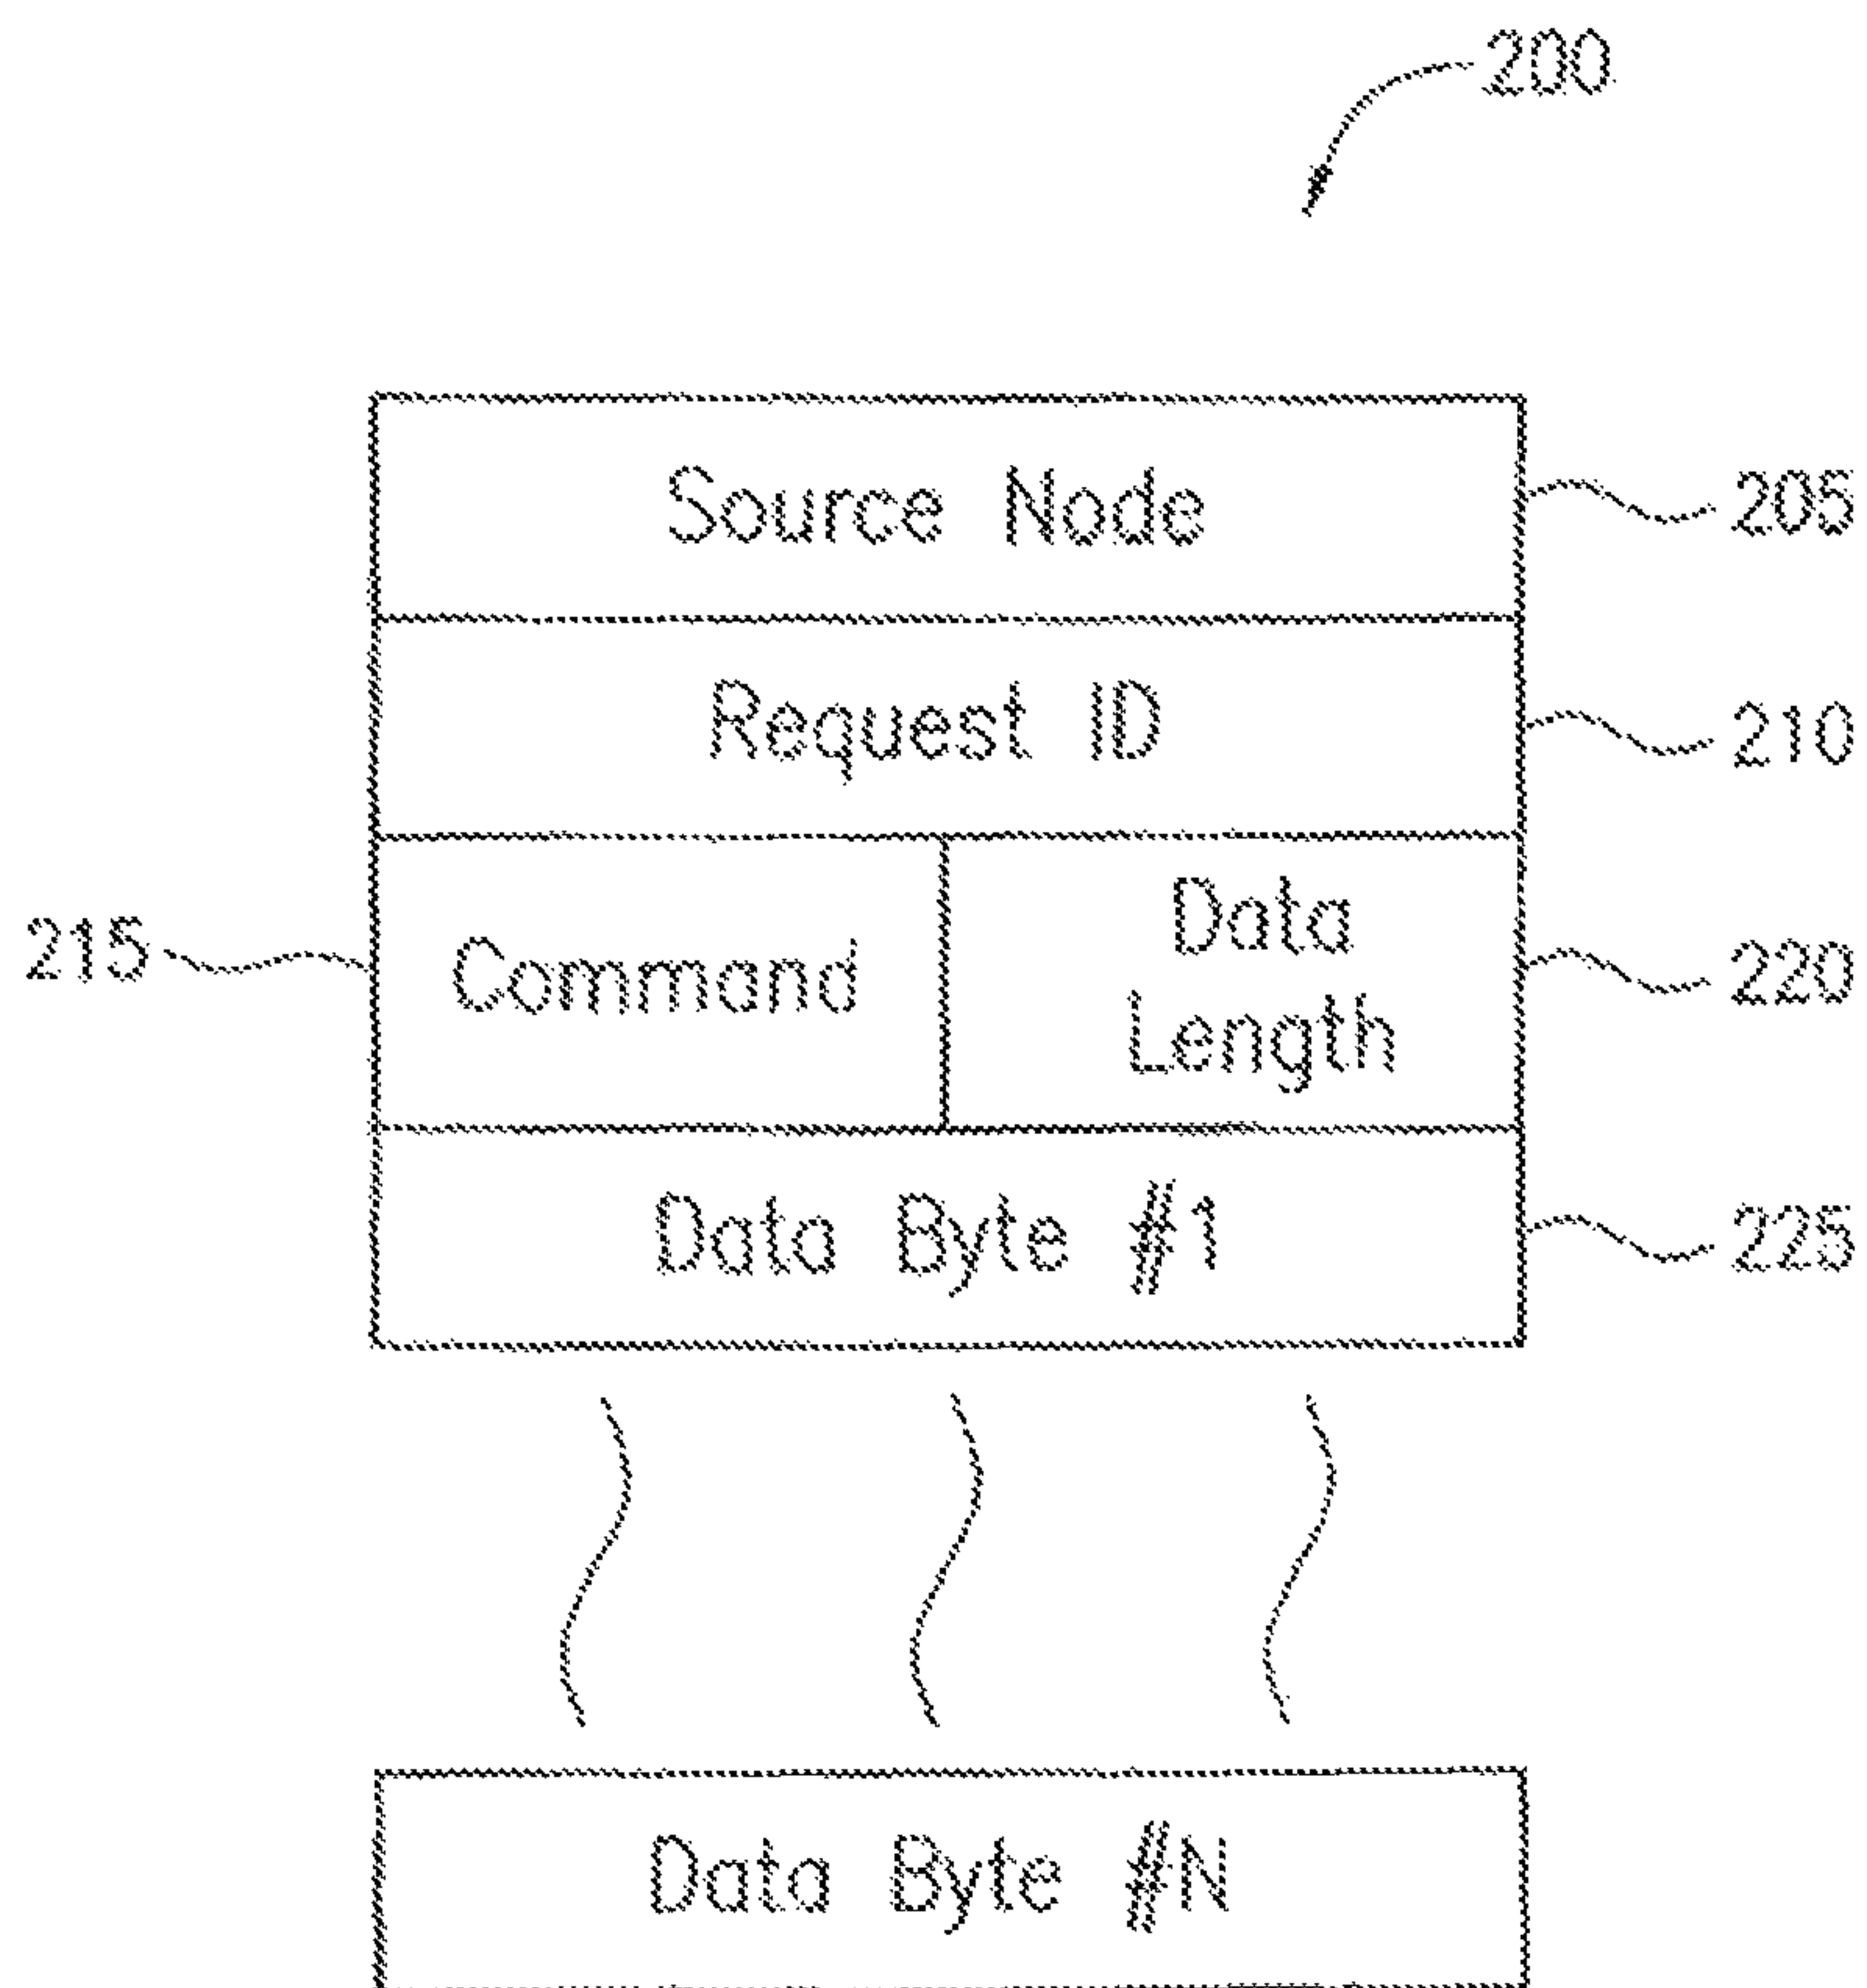 200
Source Node
205
Request ID
210
215
Command
Data
Length
220
Data Byte #1
225
Data Byte #N